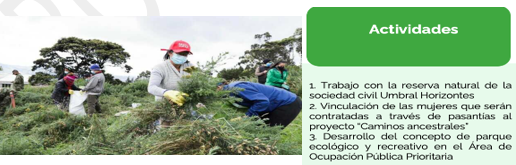 Actividades
1. Trabajo con la reserva natural de la
sociedad civil Umbral Horizontes
2. Vinculación de las mujeres que serán
contratadas a través de pasantías al
proyecto "Caminos ancestrales"
3. Desarrollo del concepto de parque
ecológico y recreativo en el Área de
Ocupación Pública Prioritaria